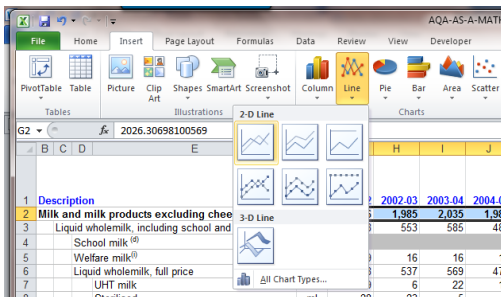 AQA-AS-A-MATH
File Home Insert Page Layout Formulas Data Review View Developer
PivotTable Table Picture Clip Art Shapes SmartArt Screenshot Column Line Pie Bar Area Scatter
Tables Illustrations Charts
G2 fx 2026.30698100569
2-D Line
3-D Line
All Chart Types...
B C D E H I J
1 Description 2002-03 2003-04 2004-0
2 Milk and milk products excluding chee 1,985 2,035 1,98
3 Liquid wholemilk, including school and 553 585 48
4 School milk (d)
5 Welfare milk(i) 16 16
6 Liquid wholemilk, full price 537 569 47
7 UHT milk 6 22